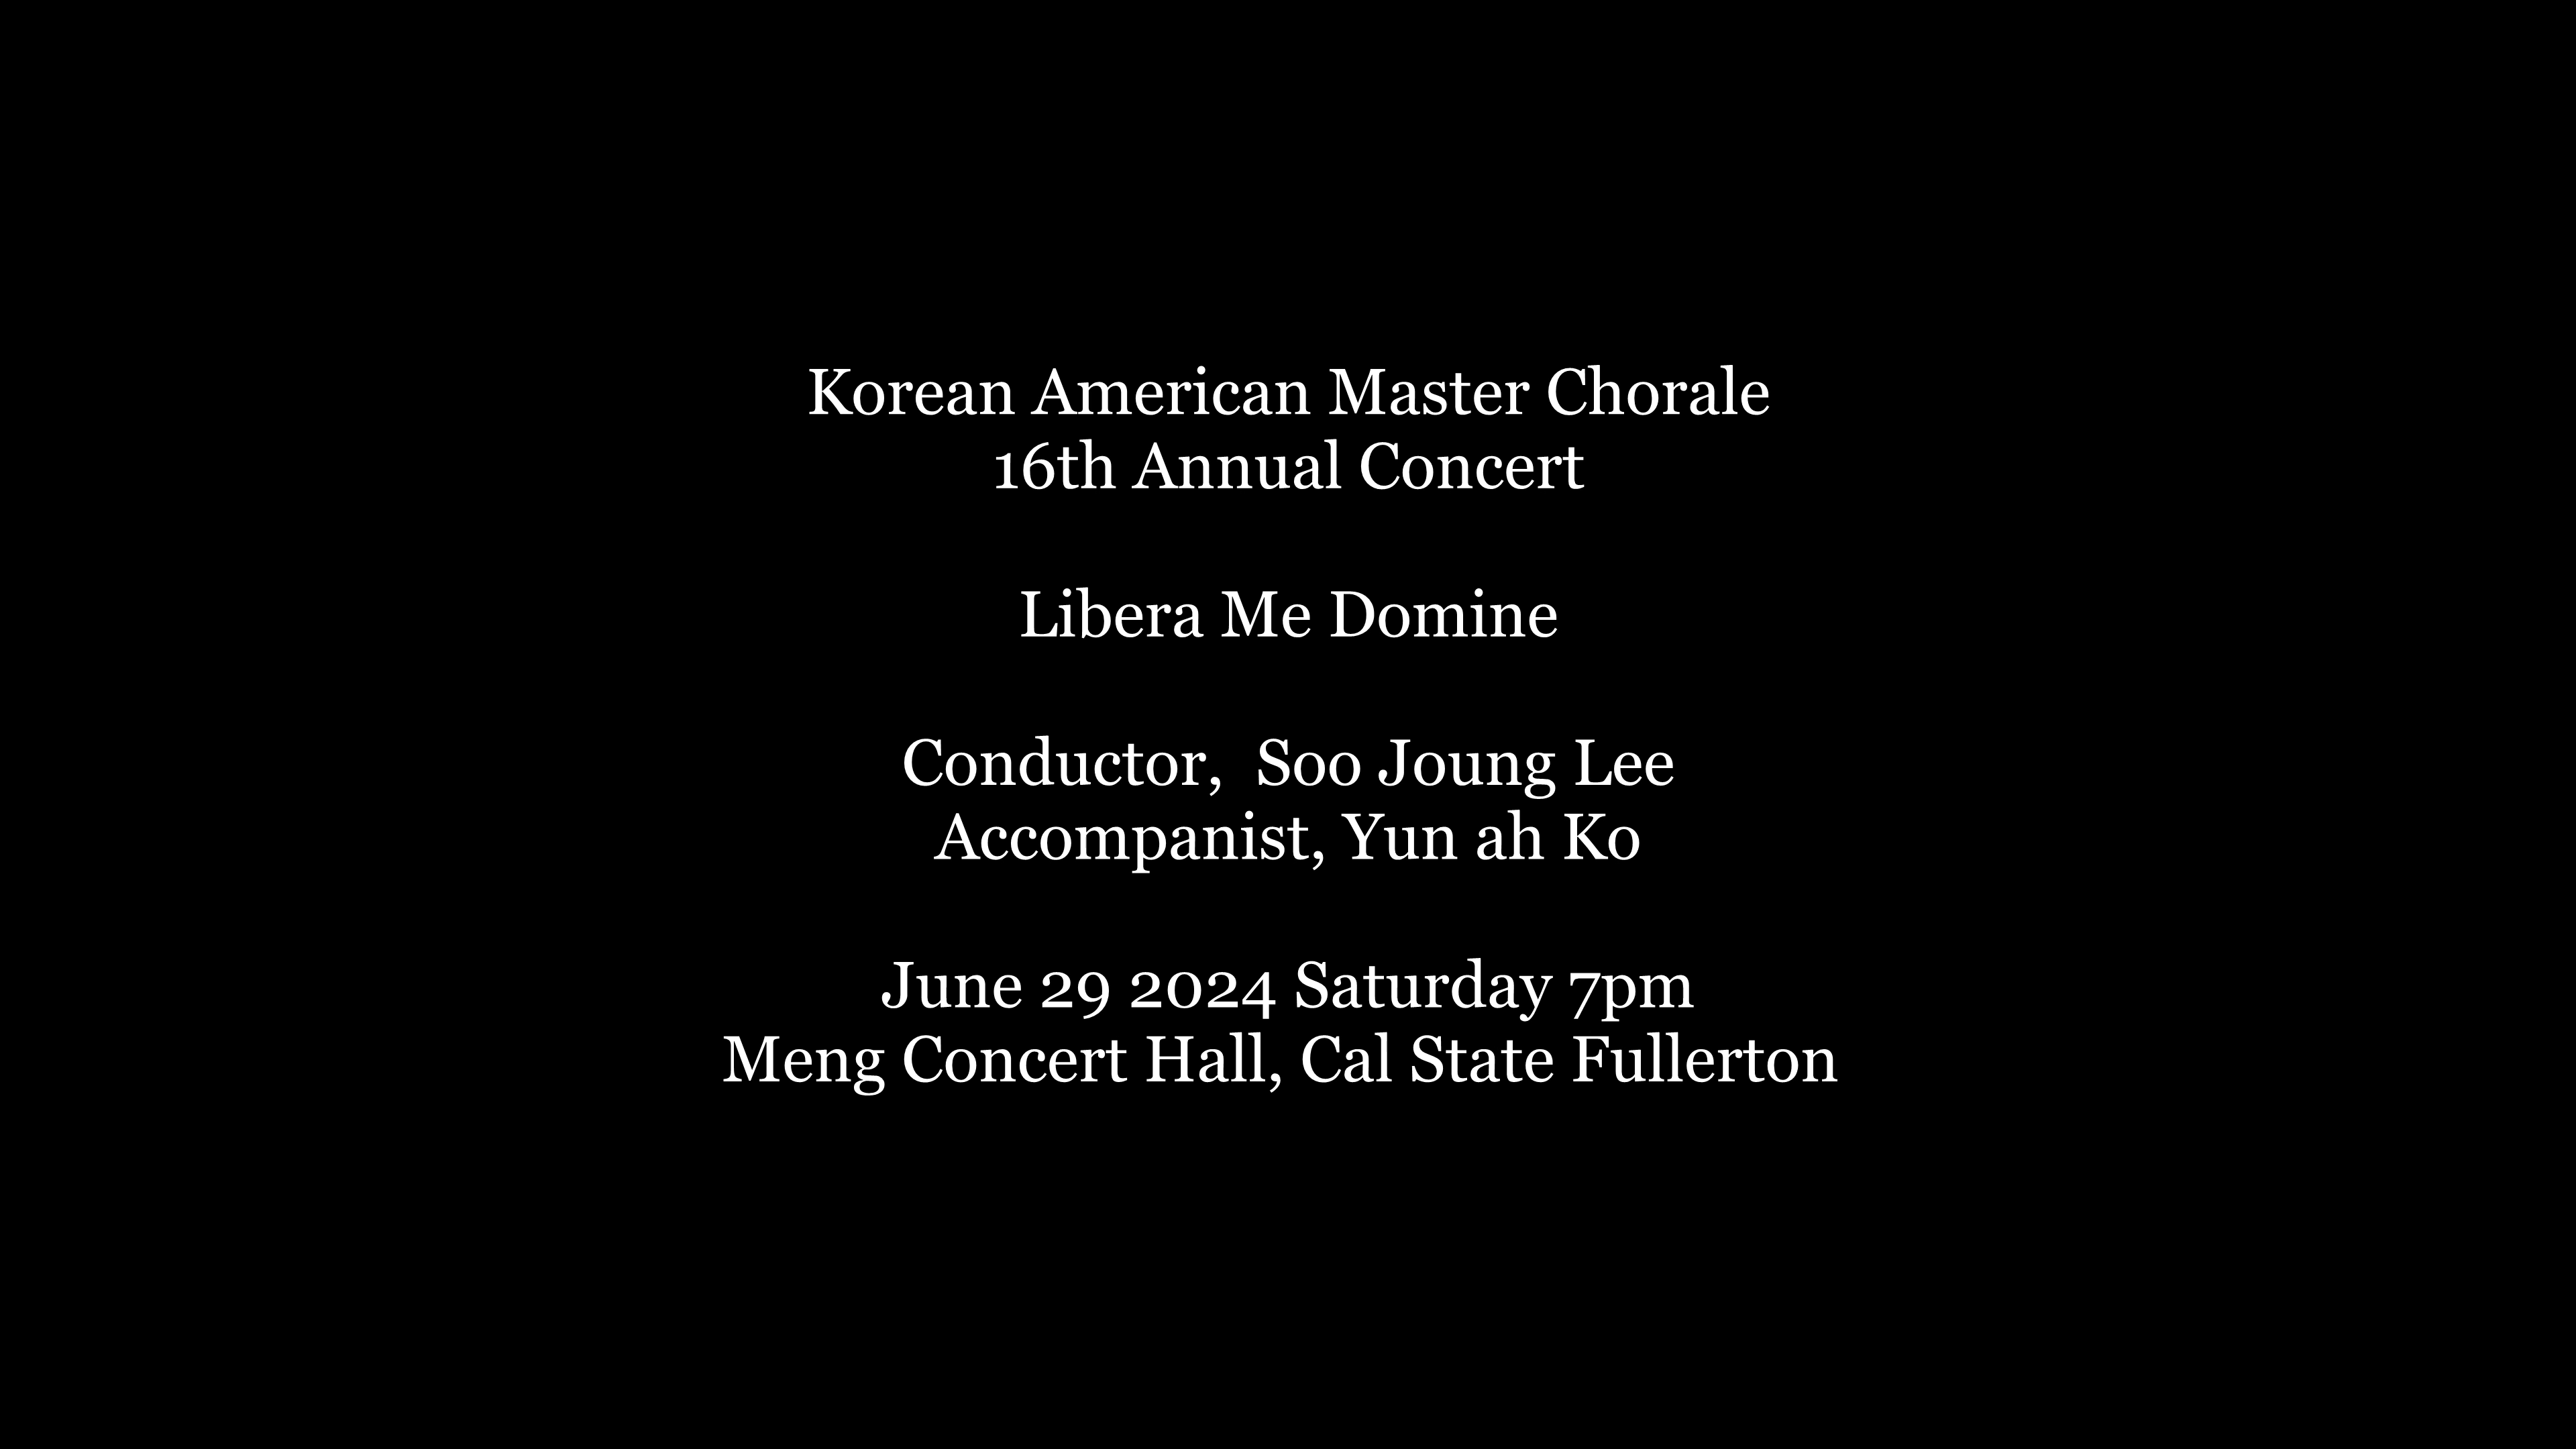 Korean American Master Chorale
16th Annual Concert
Libera Me Domine
Conductor,  Soo Joung Lee
Accompanist, Yun ah Ko
June 29 2024 Saturday 7pm
Meng Concert Hall, Cal State Fullerton